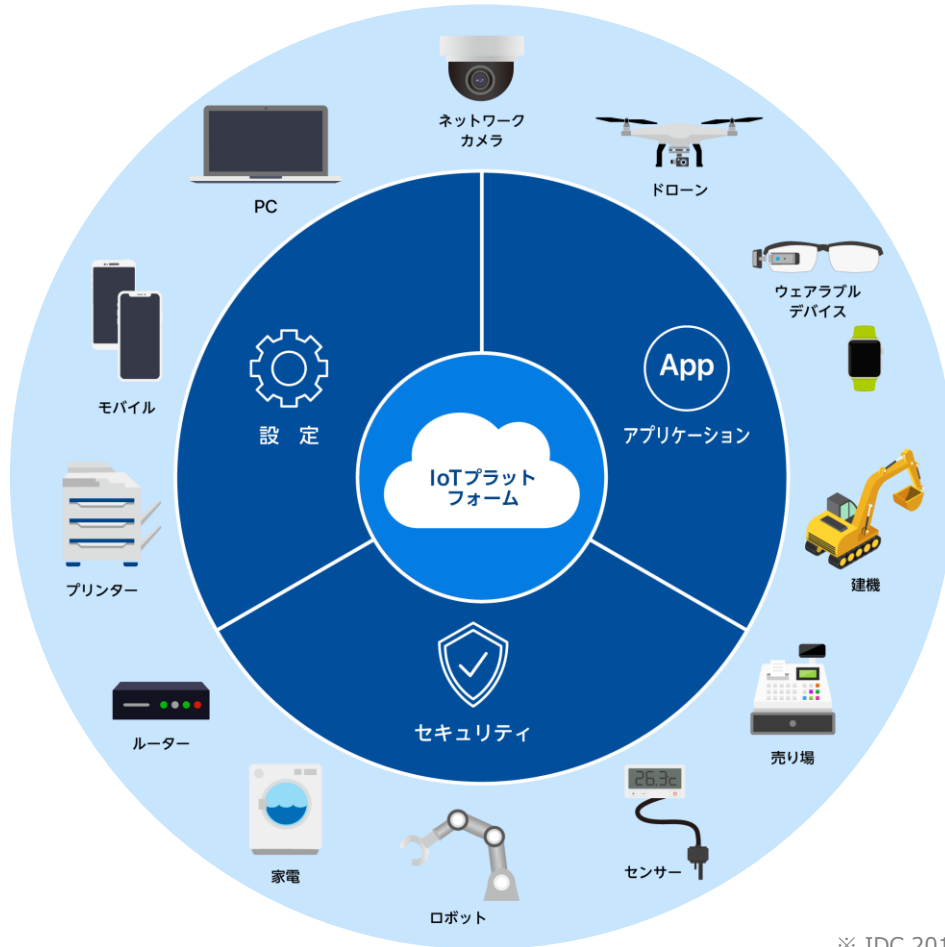 ネットワーク
カメラ
ドローン
PC
ウェアラブル
デバイス
モバイル
App
設 定
アプリケーション
IoTプラット
フォーム
プリンター
建機
セキュリティ
ルーター
売り場
26.3c
センサー
家電
ロボット
※ IDC 201